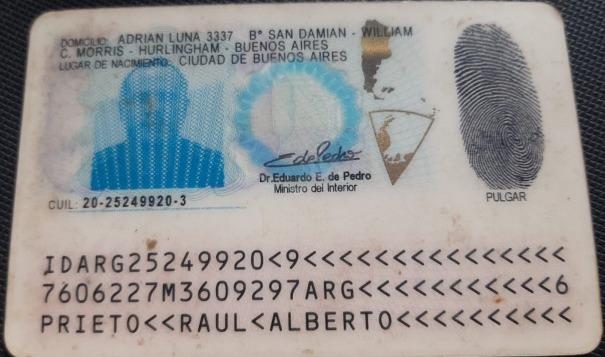 DOMICILIO: ADRIAN LUNA 3337 Bº SAN DAMIAN - WILLIAM
C. MORRIS - HURLINGHAM - BUENOS AIRES
LUGAR DE NACIMIENTO: CIUDAD DE BUENOS AIRES
Dr. Eduardo E. de Pedro
Ministro del Interior
PULGAR
CUIL: 20-25249920-3
IDARG25249920<9<<<<<<<<<<<<<<<
7606227M3609297ARG<<<<<<<<<<<6
PRIETO<<RAUL<ALBERTO<<<<<<<<<<